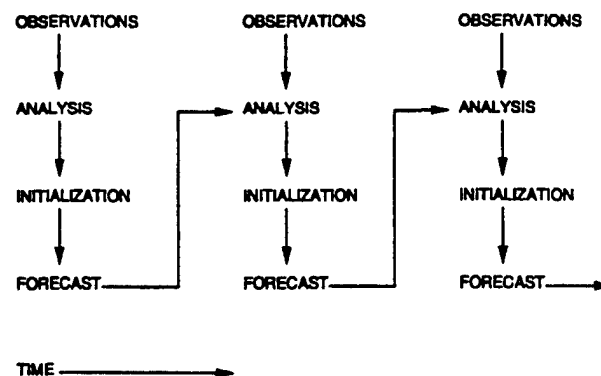 OBSERVATIONS OBSERVATIONS OBSERVATIONS
ANALYSIS ANALYSIS ANALYSIS
INITIALIZATION INITIALIZATION INITIALIZATION
FORECAST FORECAST FORECAST
TIME